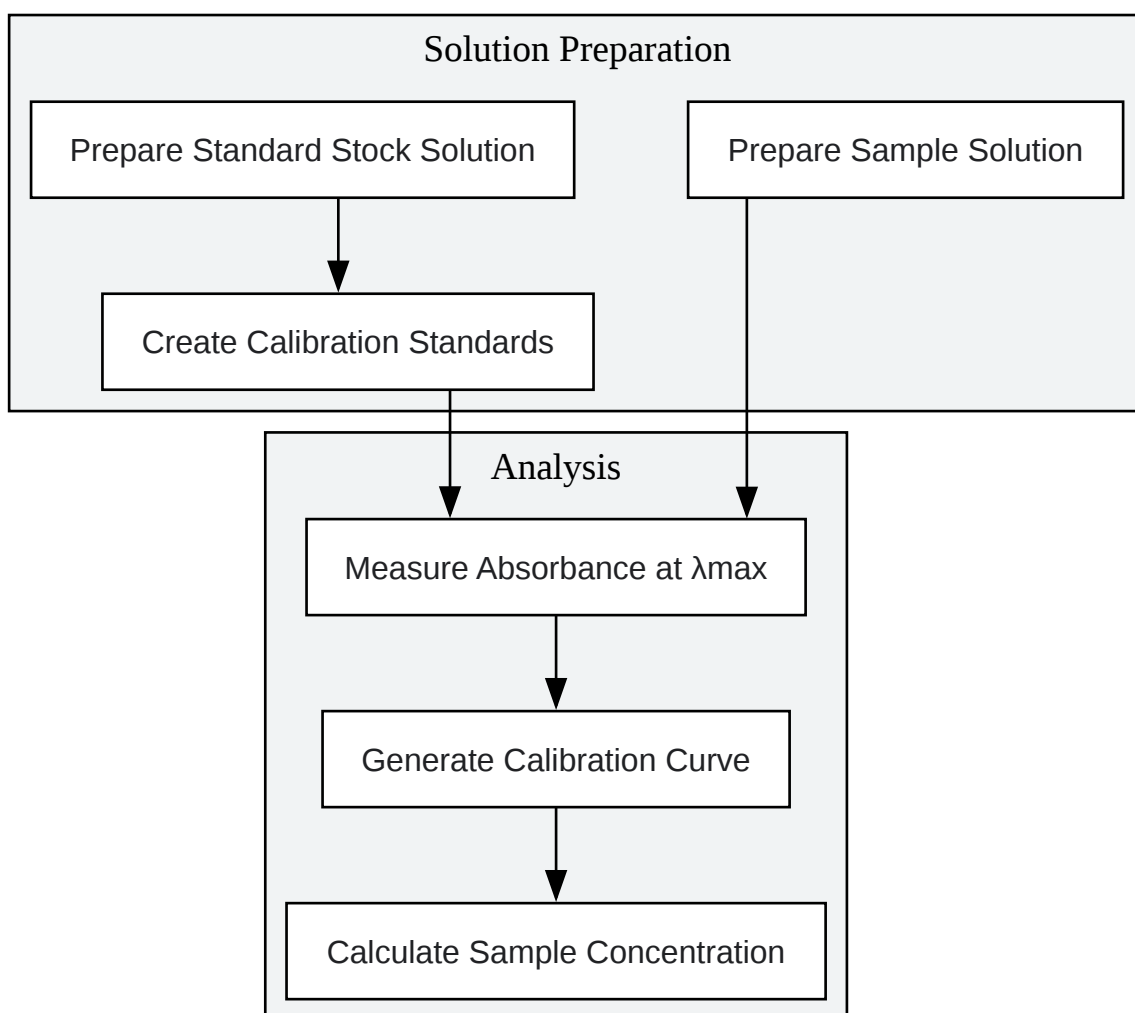 Solution Preparation
Prepare Standard Stock Solution
Prepare Sample Solution
Create Calibration Standards
Analysis
Measure Absorbance at λmax
Generate Calibration Curve
Calculate Sample Concentration